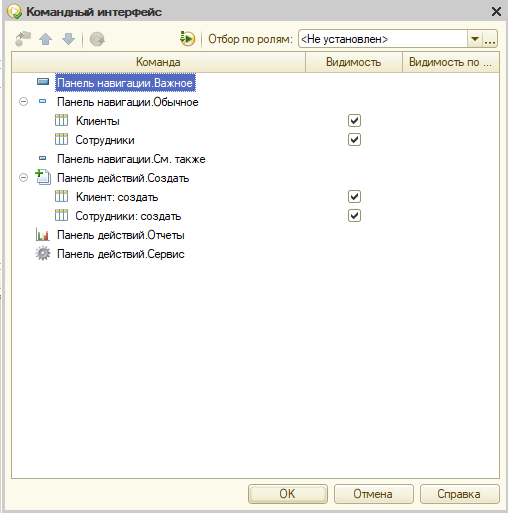 Командный интерфейс
Отбор по ролям: <Не установлен> ...
Команда Видимость Видимость по ...
Панель навигации.Важное
Панель навигации.Обычное
Клиенты
Сотрудники
Панель навигации.См. также
Панель действий.Создать
Клиент: создать
Сотрудники: создать
Панель действий.Отчеты
Панель действий.Сервис
OK Отмена Справка